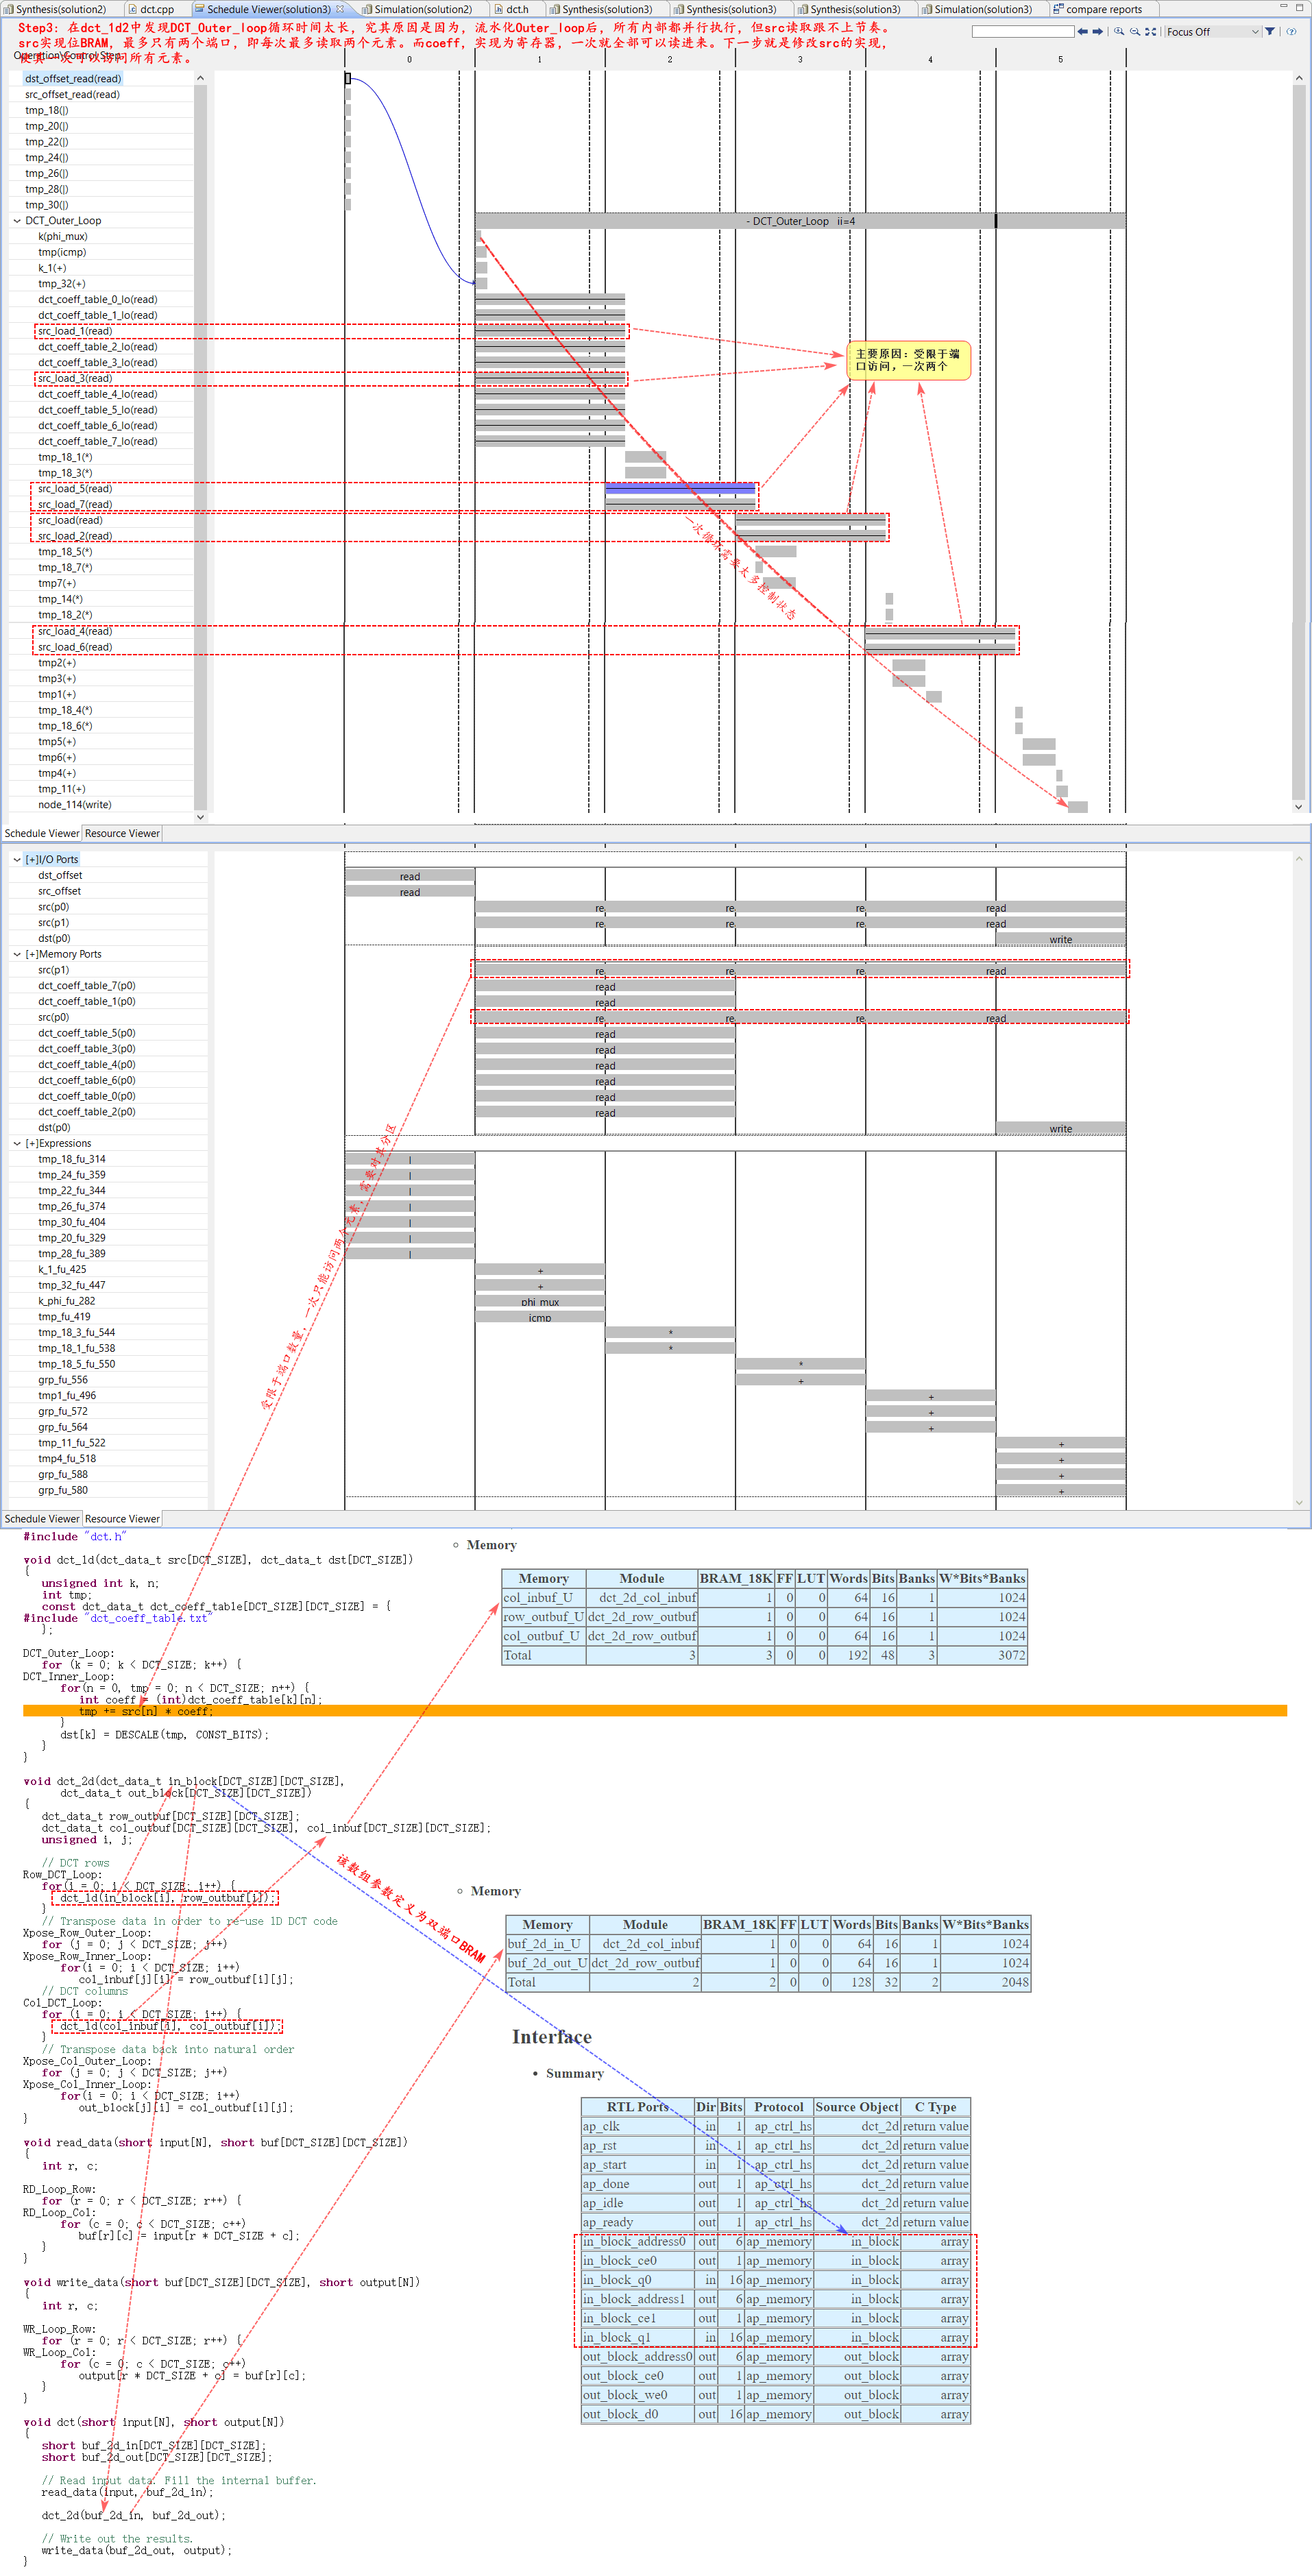 Synthesis(solution2)
dct.cpp
Schedule Viewer(solution3)
Simulation(solution2)
dct.h
Synthesis(solution3)
Synthesis(solution3)
Synthesis(solution3)
Simulation(solution3)
compare reports
Step3: 在dct_1d2中发现DCT_Outer_loop循环时间太长, 究其原因是因为, 流水化Outer_loop后, 所有内部都并行执行, 但src读取跟不上节奏。
src实现位BRAM, 最多只有两个端口, 即每次最多读取两个元素。而coeff, 实现为寄存器, 一次就全部可以读进来。下一步就是修改src的实现,
使其一次可以访问所有元素。
Operation\Control Step
Focus Off
0
1
2
3
4
5
dst_offset_read(read)
src_offset_read(read)
tmp_18(|)
tmp_20(|)
tmp_22(|)
tmp_24(|)
tmp_26(|)
tmp_28(|)
tmp_30(|)
DCT_Outer_Loop
- DCT_Outer_Loop ii=4
k(phi_mux)
tmp(icmp)
k_1(+)
tmp_32(+)
dct_coeff_table_0_lo(read)
dct_coeff_table_1_lo(read)
src_load_1(read)
dct_coeff_table_2_lo(read)
dct_coeff_table_3_lo(read)
src_load_3(read)
dct_coeff_table_4_lo(read)
dct_coeff_table_5_lo(read)
dct_coeff_table_6_lo(read)
dct_coeff_table_7_lo(read)
主要原因: 受限于端
口访问, 一次两个
tmp_18_1(*)
tmp_18_3(*)
src_load_5(read)
src_load_7(read)
src_load(read)
src_load_2(read)
一次循环需要太多控制状态
tmp_18_5(*)
tmp_18_7(*)
tmp7(+)
tmp_14(*)
tmp_18_2(*)
src_load_4(read)
src_load_6(read)
tmp2(+)
tmp3(+)
tmp1(+)
tmp_18_4(*)
tmp_18_6(*)
tmp5(+)
tmp6(+)
tmp4(+)
tmp_11(+)
node_114(write)
Schedule Viewer
Resource Viewer
[+]I/O Ports
dst_offset read
src_offset read
src(p0) re re re read
src(p1) re re re read
dst(p0) write
[+]Memory Ports
src(p1) re re re read
dct_coeff_table_7(p0) read
dct_coeff_table_1(p0) read
src(p0) re re re read
dct_coeff_table_5(p0) read
dct_coeff_table_3(p0) read
dct_coeff_table_4(p0) read
dct_coeff_table_6(p0) read
dct_coeff_table_0(p0) read
dct_coeff_table_2(p0) read
dst(p0) write
[+]Expressions
tmp_18_fu_314 |
tmp_24_fu_359 |
tmp_22_fu_344 |
tmp_26_fu_374 |
tmp_30_fu_404 |
tmp_20_fu_329 |
tmp_28_fu_389 |
k_1_fu_425 +
tmp_32_fu_447 +
k_phi_fu_282 phi_mux
tmp_fu_419 icmp
tmp_18_3_fu_544 *
tmp_18_1_fu_538 *
tmp_18_5_fu_550 *
grp_fu_556 +
tmp1_fu_496 +
grp_fu_572 +
grp_fu_564 +
tmp_11_fu_522 +
tmp4_fu_518 +
grp_fu_588 +
grp_fu_580 +
受限于端口数量, 一次只能访问两个元素, 需要对其分区
Schedule Viewer
Resource Viewer
#include "dct.h"

void dct_1d(dct_data_t src[DCT_SIZE], dct_data_t dst[DCT_SIZE])
{
unsigned int k, n;
int tmp;
const dct_data_t dct_coeff_table[DCT_SIZE][DCT_SIZE] = {
#include "dct_coeff_table.txt"
};

DCT_Outer_Loop:
for (k = 0; k < DCT_SIZE; k++) {
DCT_Inner_Loop:
for(n = 0, tmp = 0; n < DCT_SIZE; n++) {
int coeff = (int)dct_coeff_table[k][n];
tmp += src[n] * coeff;
}
dst[k] = DESCALE(tmp, CONST_BITS);
}
}

void dct_2d(dct_data_t in_block[DCT_SIZE][DCT_SIZE],
dct_data_t out_block[DCT_SIZE][DCT_SIZE])
{
dct_data_t row_outbuf[DCT_SIZE][DCT_SIZE];
dct_data_t col_outbuf[DCT_SIZE][DCT_SIZE], col_inbuf[DCT_SIZE][DCT_SIZE];
unsigned i, j;

// DCT rows
Row_DCT_Loop:
for(i = 0; i < DCT_SIZE; i++) {
dct_1d(in_block[i], row_outbuf[i]);
}
// Transpose data in order to re-use 1D DCT code
Xpose_Row_Outer_Loop:
for (j = 0; j < DCT_SIZE; j++)
Xpose_Row_Inner_Loop:
for(i = 0; i < DCT_SIZE; i++)
col_inbuf[j][i] = row_outbuf[i][j];
// DCT columns
Col_DCT_Loop:
for (i = 0; i < DCT_SIZE; i++) {
dct_1d(col_inbuf[i], col_outbuf[i]);
}
// Transpose data back into natural order
Xpose_Col_Outer_Loop:
for (j = 0; j < DCT_SIZE; j++)
Xpose_Col_Inner_Loop:
for(i = 0; i < DCT_SIZE; i++)
out_block[j][i] = col_outbuf[i][j];
}

void read_data(short input[N], short buf[DCT_SIZE][DCT_SIZE])
{
int r, c;

RD_Loop_Row:
for (r = 0; r < DCT_SIZE; r++) {
RD_Loop_Col:
for (c = 0; c < DCT_SIZE; c++)
buf[r][c] = input[r * DCT_SIZE + c];
}
}

void write_data(short buf[DCT_SIZE][DCT_SIZE], short output[N])
{
int r, c;

WR_Loop_Row:
for (r = 0; r < DCT_SIZE; r++) {
WR_Loop_Col:
for (c = 0; c < DCT_SIZE; c++)
output[r * DCT_SIZE + c] = buf[r][c];
}
}

void dct(short input[N], short output[N])
{
short buf_2d_in[DCT_SIZE][DCT_SIZE];
short buf_2d_out[DCT_SIZE][DCT_SIZE];

// Read input data. Fill the internal buffer.
read_data(input, buf_2d_in);

dct_2d(buf_2d_in, buf_2d_out);

// Write out the results.
write_data(buf_2d_out, output);
}
Memory
Memory Module BRAM_18K FF LUT Words Bits Banks W*Bits*Banks
col_inbuf_U dct_2d_col_inbuf 1 0 0 64 16 1 1024
row_outbuf_U dct_2d_row_outbuf 1 0 0 64 16 1 1024
col_outbuf_U dct_2d_row_outbuf 1 0 0 64 16 1 1024
Total 3 3 0 0 192 48 3 3072
该数组参数定义为双端口BRAM
Memory
Memory Module BRAM_18K FF LUT Words Bits Banks W*Bits*Banks
buf_2d_in_U dct_2d_col_inbuf 1 0 0 64 16 1 1024
buf_2d_out_U dct_2d_row_outbuf 1 0 0 64 16 1 1024
Total 2 2 0 0 128 32 2 2048
Interface
Summary
RTL Ports Dir Bits Protocol Source Object C Type
ap_clk in 1 ap_ctrl_hs dct_2d return value
ap_rst in 1 ap_ctrl_hs dct_2d return value
ap_start in 1 ap_ctrl_hs dct_2d return value
ap_done out 1 ap_ctrl_hs dct_2d return value
ap_idle out 1 ap_ctrl_hs dct_2d return value
ap_ready out 1 ap_ctrl_hs dct_2d return value
in_block_address0 out 6 ap_memory in_block array
in_block_ce0 out 1 ap_memory in_block array
in_block_q0 in 16 ap_memory in_block array
in_block_address1 out 6 ap_memory in_block array
in_block_ce1 out 1 ap_memory in_block array
in_block_q1 in 16 ap_memory in_block array
out_block_address0 out 6 ap_memory out_block array
out_block_ce0 out 1 ap_memory out_block array
out_block_we0 out 1 ap_memory out_block array
out_block_d0 out 16 ap_memory out_block array